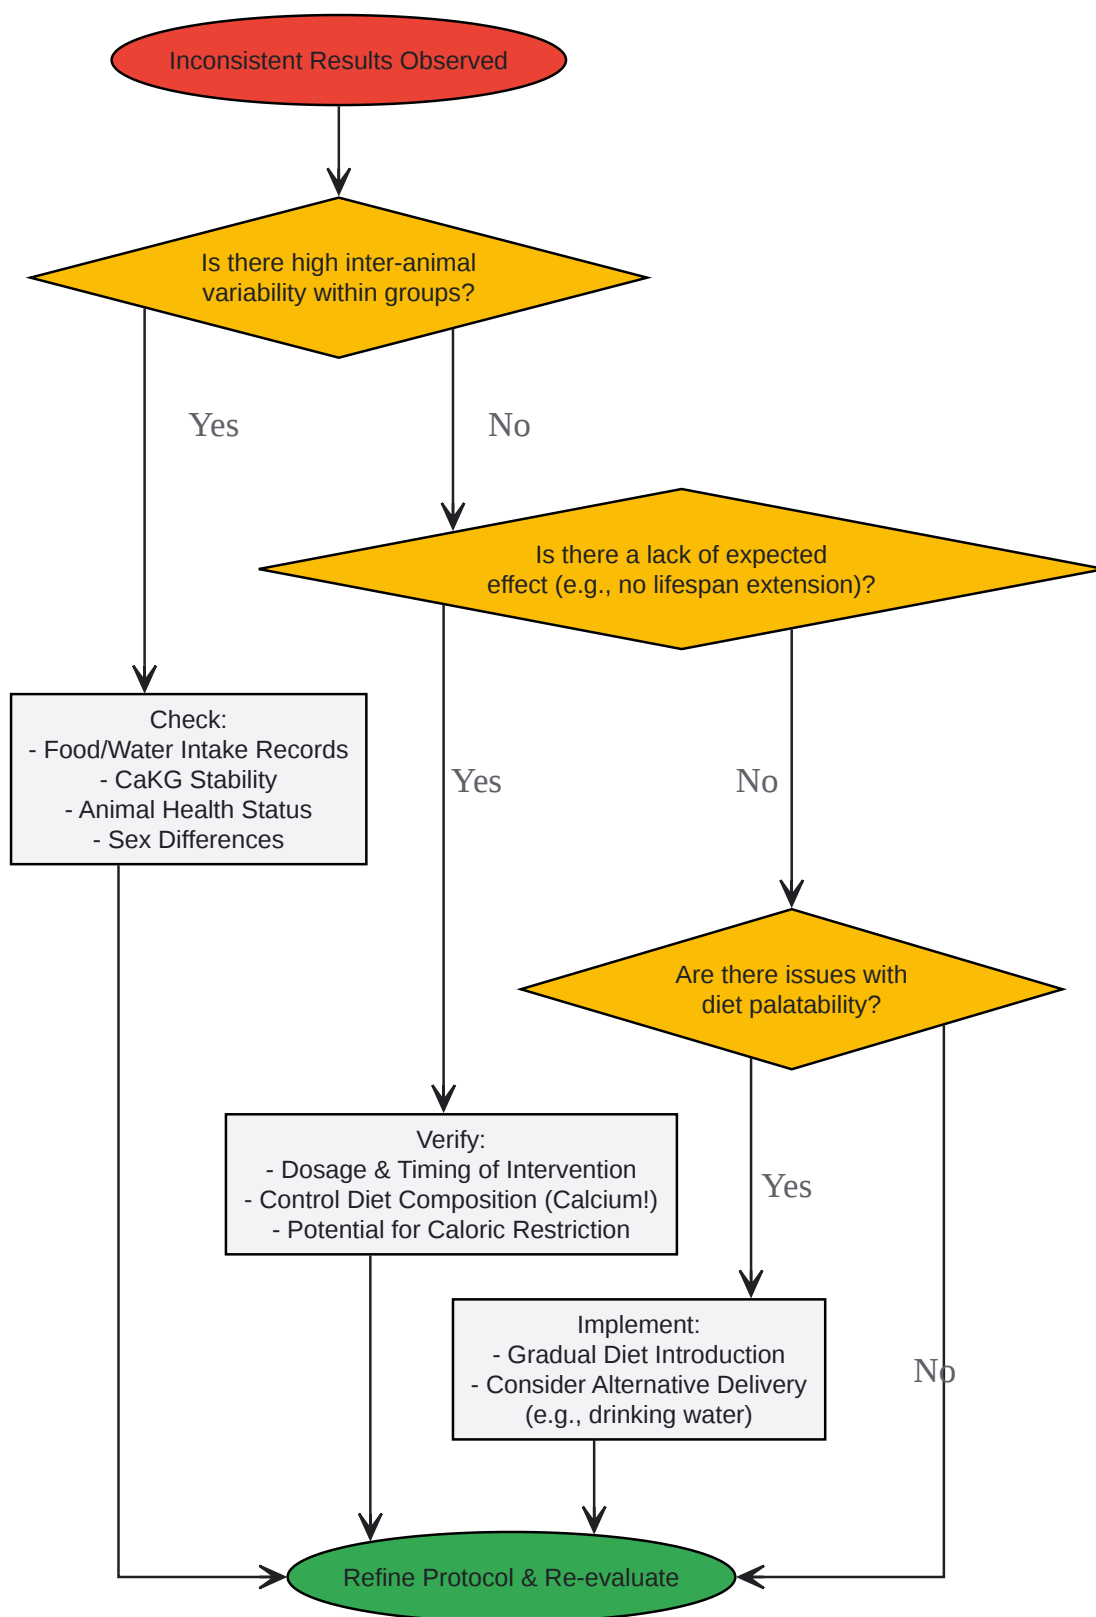 Inconsistent Results Observed
Is there high inter-animal
variability within groups?
Yes
No
Is there a lack of expected
effect (e.g., no lifespan extension)?
Check:
- Food/Water Intake Records
- CaKG Stability
- Animal Health Status
- Sex Differences
Yes
No
Are there issues with
diet palatability?
Verify:
- Dosage & Timing of Intervention
- Control Diet Composition (Calcium!)
- Potential for Caloric Restriction
Yes
Implement:
- Gradual Diet Introduction
- Consider Alternative Delivery
(e.g., drinking water)
No
Refine Protocol & Re-evaluate